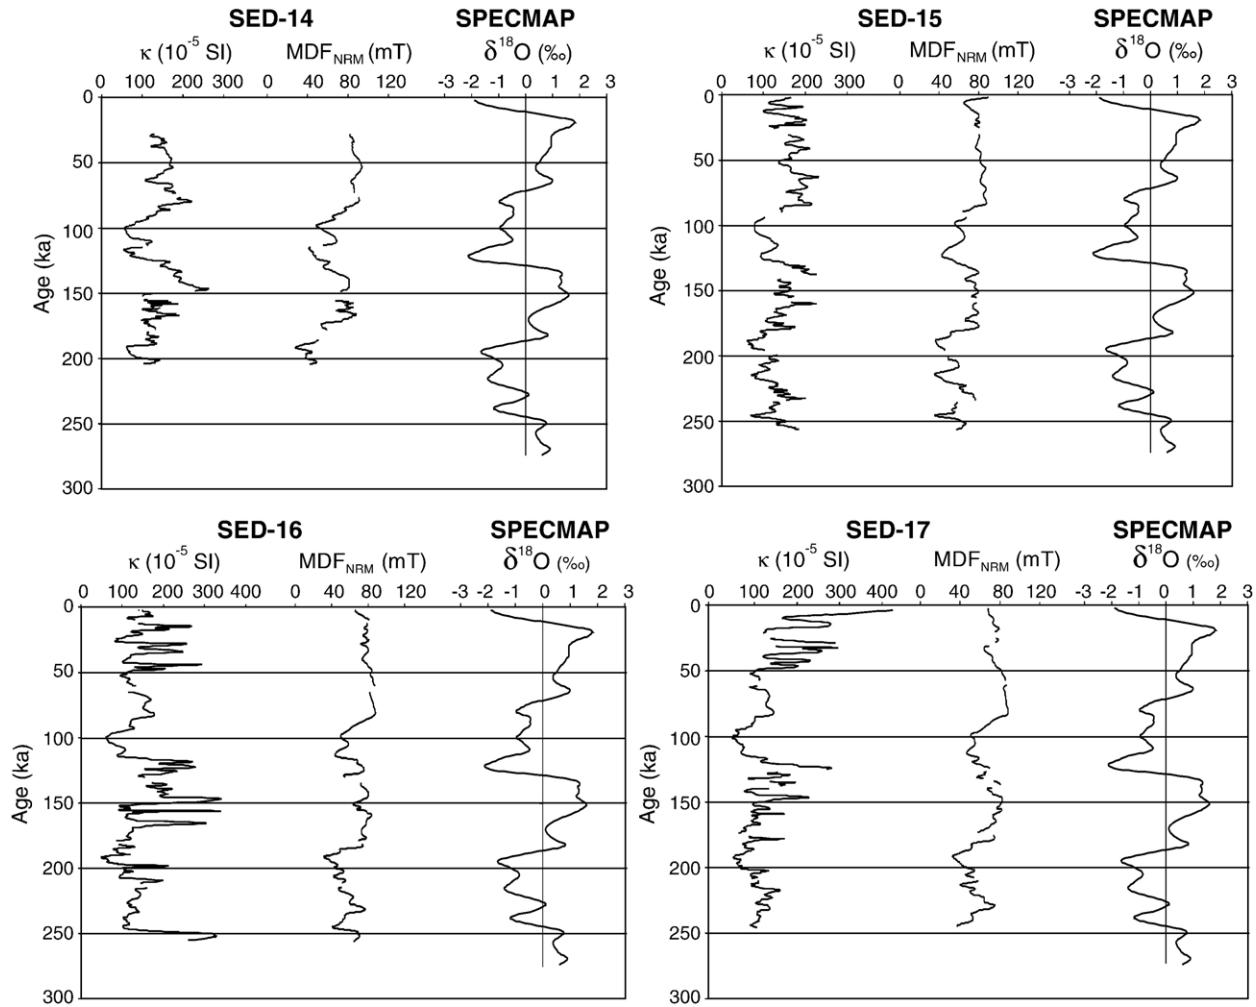 SED-14 SPECMAP
κ (10⁻⁵ SI) MDF_NRM (mT) δ¹⁸O (‰)
0 100 200 300 0 40 80 120 -3 -2 -1 0 1 2 3
0
50
100
150
200
250
300
Age (ka)
SED-15 SPECMAP
κ (10⁻⁵ SI) MDF_NRM (mT) δ¹⁸O (‰)
0 100 200 300 0 40 80 120 -3 -2 -1 0 1 2 3
0
50
100
150
200
250
300
Age (ka)
SED-16 SPECMAP
κ (10⁻⁵ SI) MDF_NRM (mT) δ¹⁸O (‰)
0 100 200 300 400 0 40 80 120 -3 -2 -1 0 1 2 3
0
50
100
150
200
250
300
Age (ka)
SED-17 SPECMAP
κ (10⁻⁵ SI) MDF_NRM (mT) δ¹⁸O (‰)
0 100 200 300 400 0 40 80 120 -3 -2 -1 0 1 2 3
0
50
100
150
200
250
300
Age (ka)